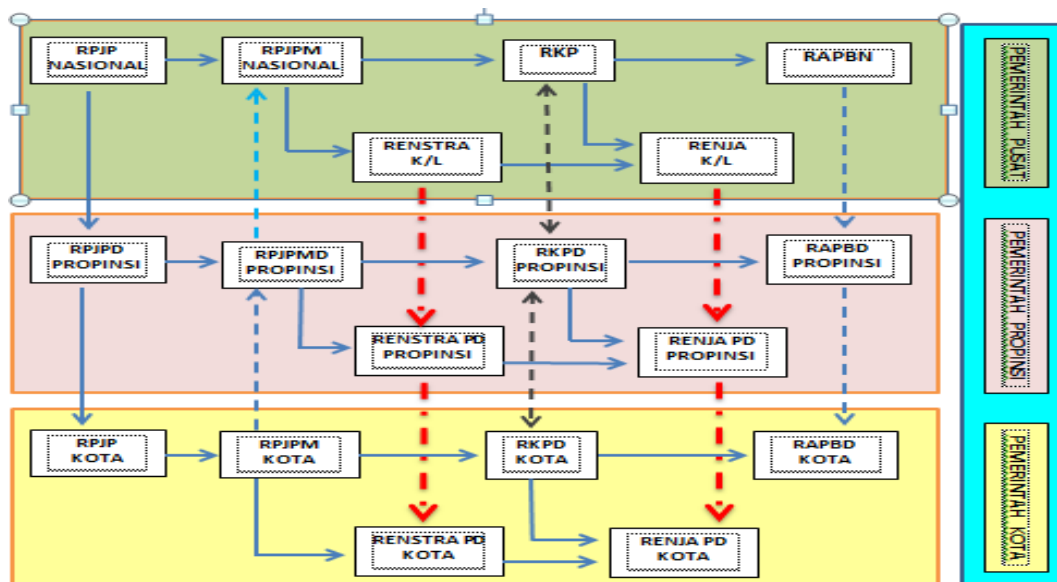 RPJP
NASIONAL
RPJPM
NASIONAL
RKP
RAPBN
RENSTRA
K/L
RENJA
K/L
PEMERINTAH PUSAT
RPJPD
PROPINSI
RPJPMD
PROPINSI
RKPD
PROPINSI
RAPBD
PROPINSI
RENSTRA PD
PROPINSI
RENJA PD
PROPINSI
PEMERINTAH PROPINSI
RPJP
KOTA
RPJPM
KOTA
RKPD
KOTA
RAPBD
KOTA
RENSTRA PD
KOTA
RENJA PD
KOTA
PEMERINTAH KOTA